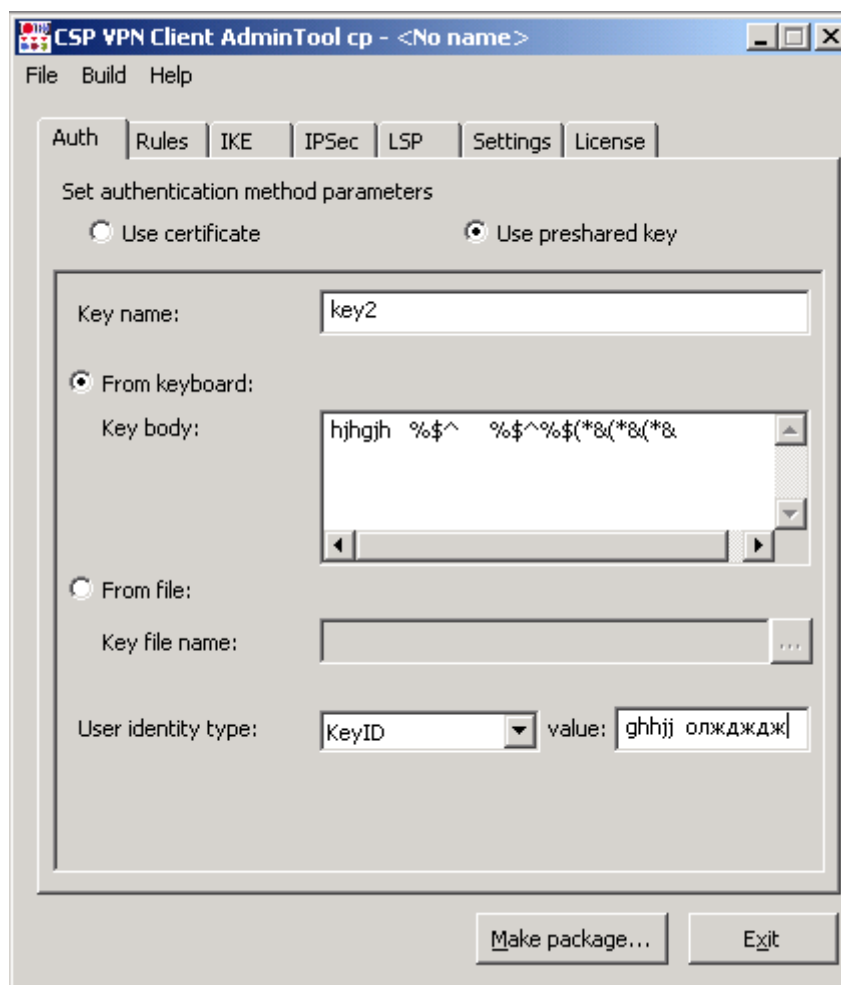 CSP VPN Client AdminTool cp - <No name>
File Build Help
Auth Rules IKE IPSec LSP Settings License
Set authentication method parameters
Use certificate Use preshared key
Key name: key2
From keyboard:
Key body: hjhgjh %$^ %$^%$(*&(*&(*&
From file:
Key file name: ...
User identity type: KeyID value: ghhjj олждждж
Make package... Exit